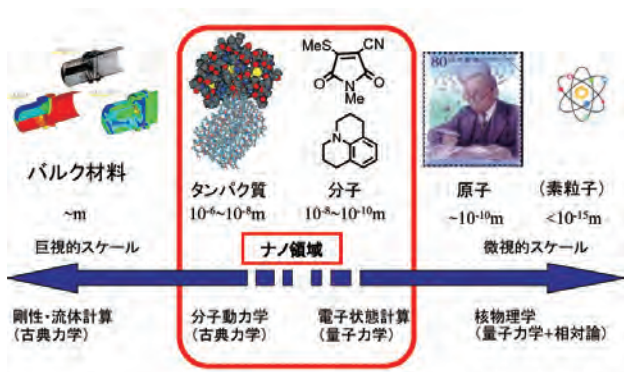 MeS
CN
O
N
O
Me
N
80
バルク材料
~m
タンパク質
10-6~10-8m
分子
10-8~10-10m
原子
~10-10m
(素粒子)
<10-15m
巨視的スケール
ナノ領域
微視的スケール
剛性・流体計算
(古典力学)
分子動力学
(古典力学)
電子状態計算
(量子力学)
核物理学
(量子力学+相対論)